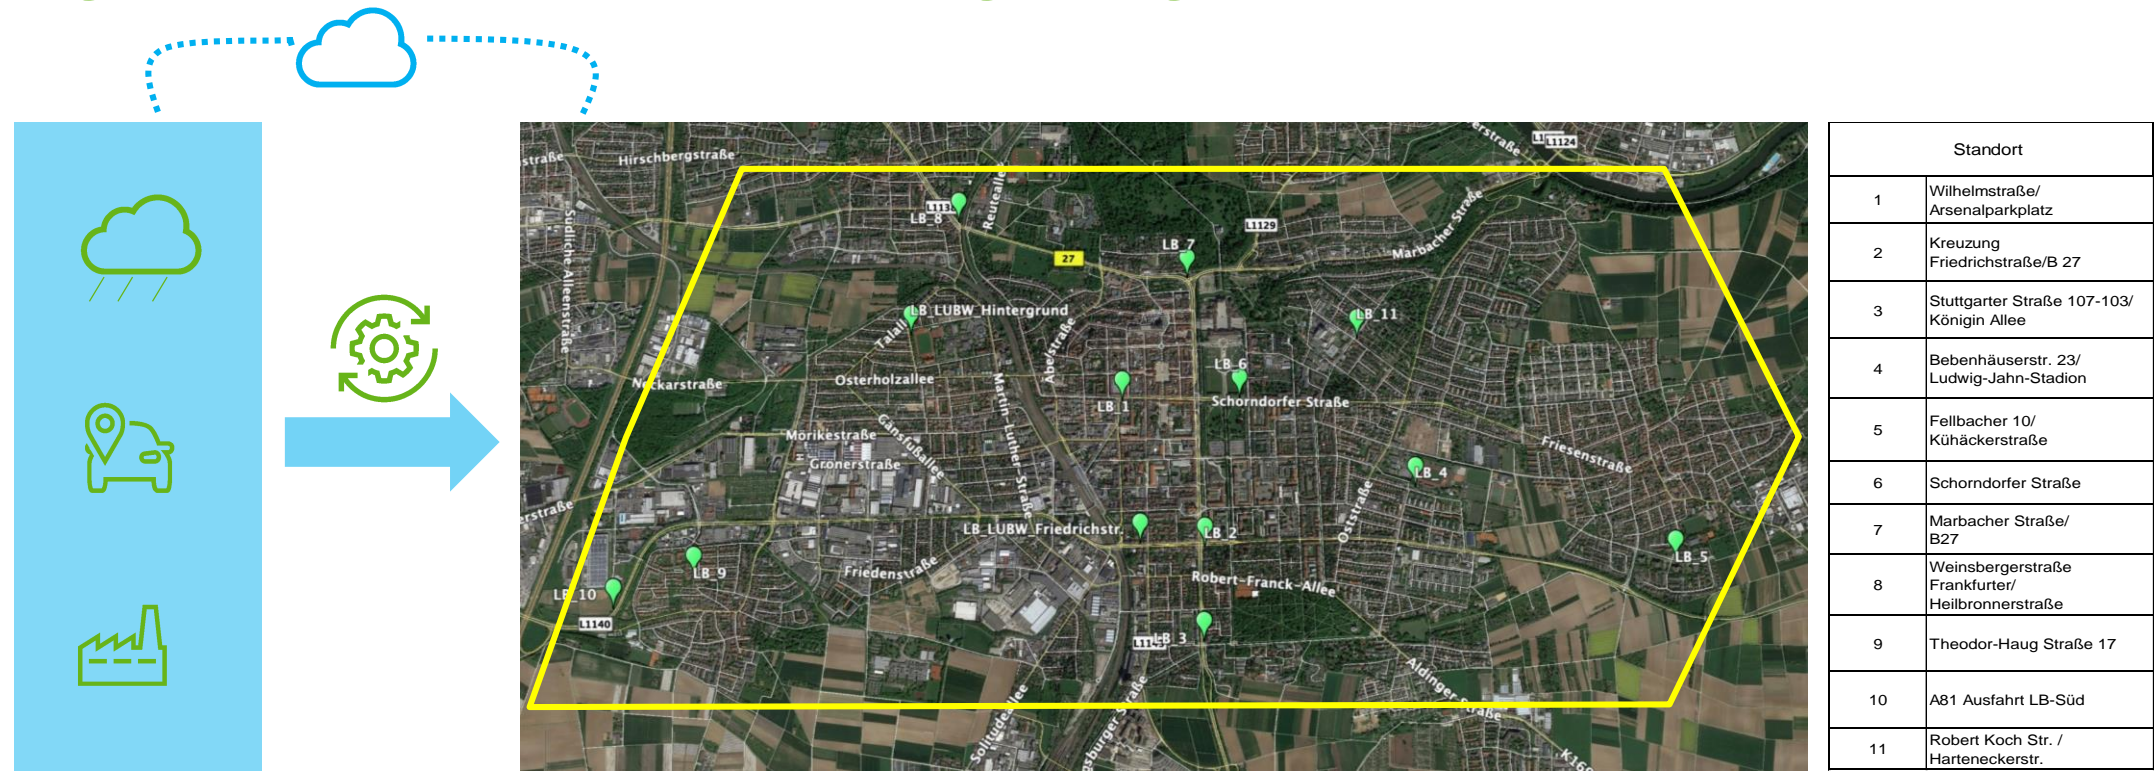 straße
Hirschbergstraße
Südliche Alleenstraße
Reuteallee
L1124
LB_8
27
LB_7
L1129
Marbacher Straße
LB_LUBW_Hintergrund
LB_11
Abelstraße
Neckarstraße
Osterholzallee
LB_6
LB_1
Schorndorfer Straße
Martin-Luther-Straße
Mörikestraße
Gänsfußallee
Grönerstraße
Friesenstraße
LB_4
Oststraße
LB_LUBW_Friedrichstr.
LB_2
LB_5
LB_9
Friedenstraße
Robert-Franck-Allee
LB_10
L1140
LB_3
Aldinger-straße
Solitudeallee
Standort
1
Wilhelmstraße/
Arsenalparkplatz
2
Kreuzung
Friedrichstraße/B 27
3
Stuttgarter Straße 107-103/
Königin Allee
4
Bebenhäuserstr. 23/
Ludwig-Jahn-Stadion
5
Fellbacher 10/
Kühäckerstraße
6
Schorndorfer Straße
7
Marbacher Straße/
B27
8
Weinsbergerstraße
Frankfurter/
Heilbronnerstraße
9
Theodor-Haug Straße 17
10
A81 Ausfahrt LB-Süd
11
Robert Koch Str. /
Harteneckerstr.